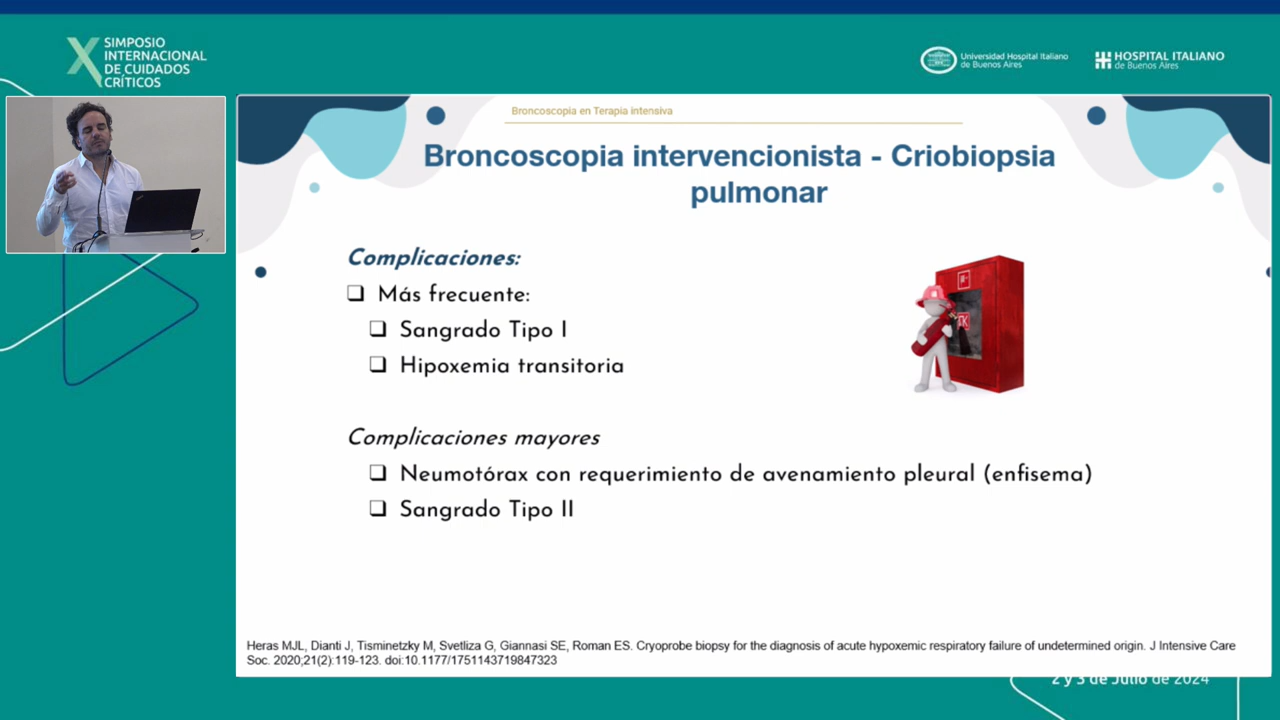 X SIMPOSIO
INTERNACIONAL
DE CUIDADOS
CRÍTICOS
Universidad Hospital Italiano
de Buenos Aires
HOSPITAL ITALIANO
de Buenos Aires
Broncoscopia en Terapia intensiva
Broncoscopia intervencionista - Criobiopsia
pulmonar
Complicaciones:
Más frecuente:
Sangrado Tipo I
Hipoxemia transitoria
Complicaciones mayores
Neumotórax con requerimiento de avenamiento pleural (enfisema)
Sangrado Tipo II
Heras MJL, Dianti J, Tisminetzky M, Svetliza G, Giannasi SE, Roman ES. Cryoprobe biopsy for the diagnosis of acute hypoxemic respiratory failure of undetermined origin. J Intensive Care
Soc. 2020;21(2):119-123. doi:10.1177/1751143719847323
2 y 3 de Julio de 2024